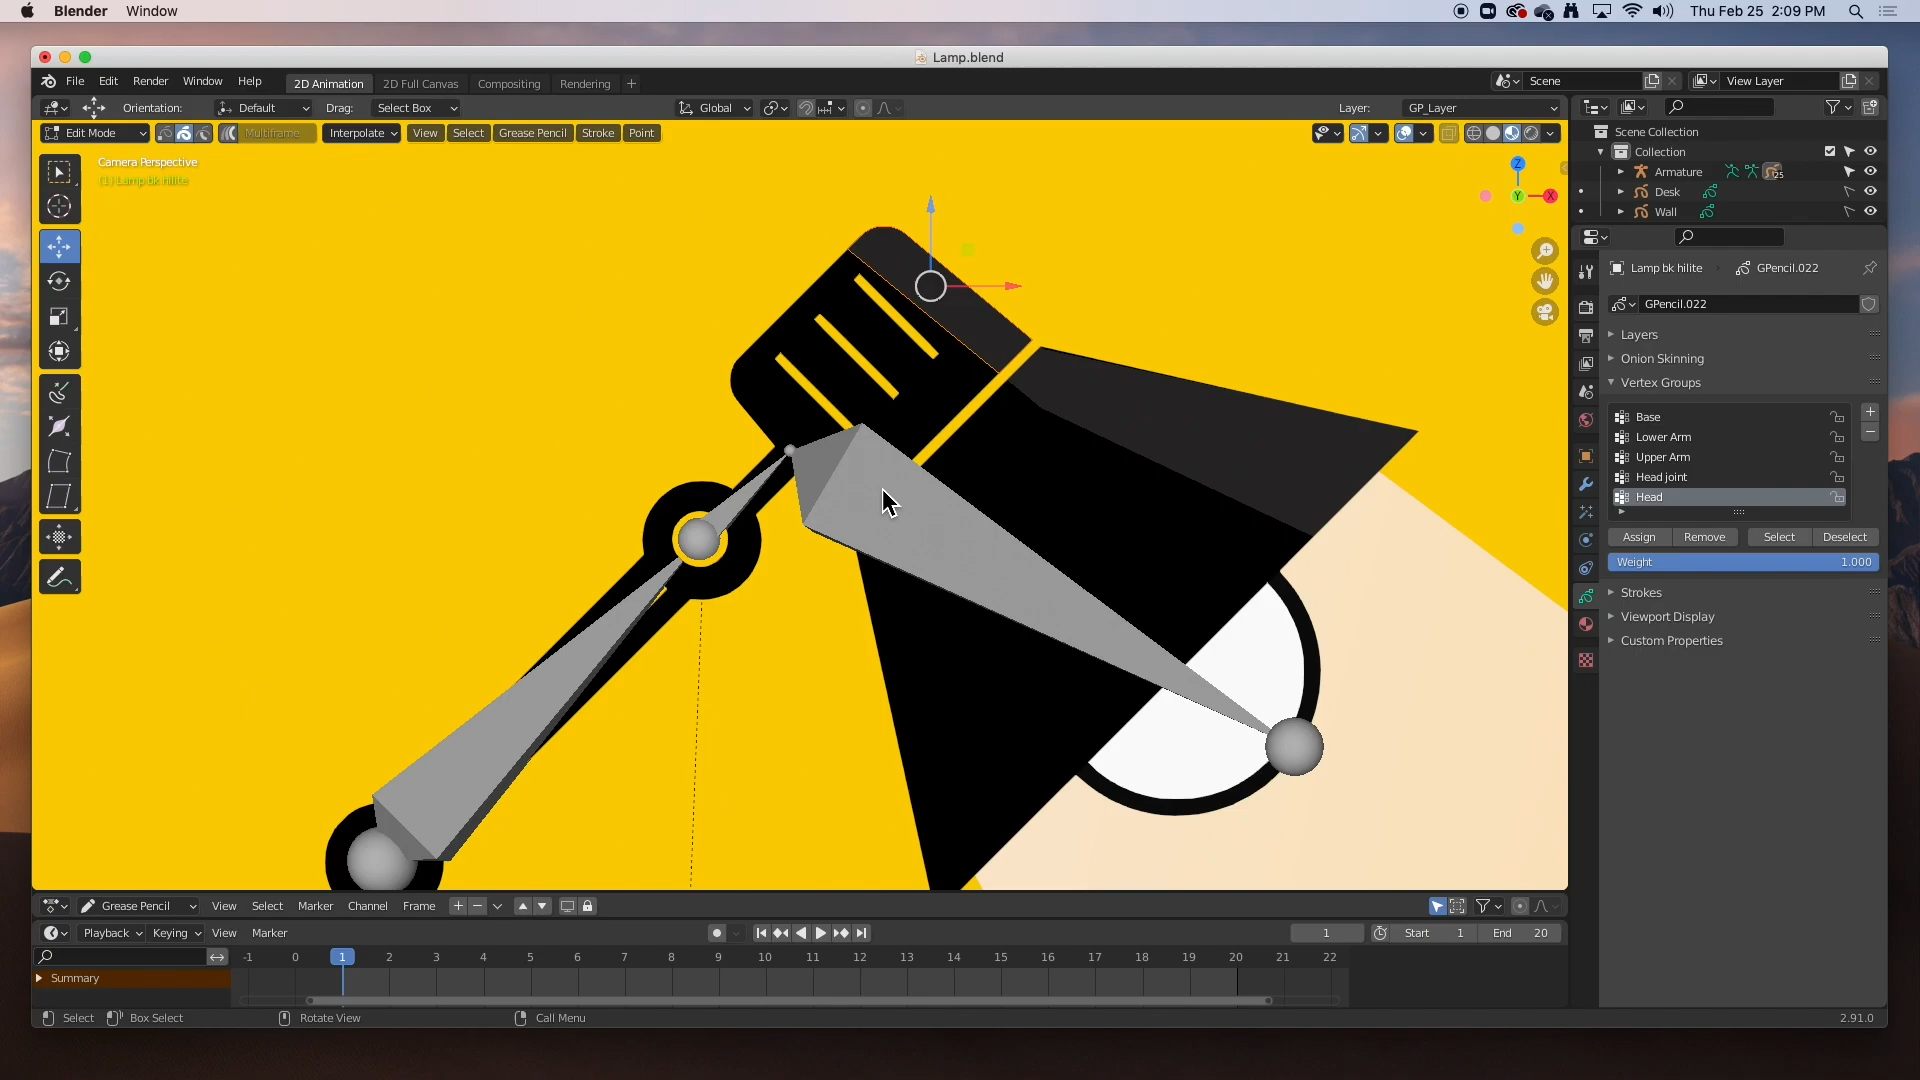 Blender Window Thu Feb 25 2:09 PM
Lamp.blend
File Edit Render Window Help 2D Animation 2D Full Canvas Compositing Rendering + Scene View Layer
Orientation: Default Drag: Select Box Global Layer: GP_Layer
Edit Mode Multiframe Interpolate View Select Grease Pencil Stroke Point
Camera Perspective
(1) Lamp bk hilite
Z
Y X
Scene Collection
Collection
Armature 25
Desk
Wall
Lamp bk hilite GPencil.022
GPencil.022
Layers
Onion Skinning
Vertex Groups
Base
Lower Arm
Upper Arm
Head joint
Head
Assign Remove Select Deselect
Weight 1.000
Strokes
Viewport Display
Custom Properties
Grease Pencil View Select Marker Channel Frame
Playback Keying View Marker 1 Start 1 End 20
-1 0 1 2 3 4 5 6 7 8 9 10 11 12 13 14 15 16 17 18 19 20 21 22
Summary
Select Box Select Rotate View Call Menu 2.91.0